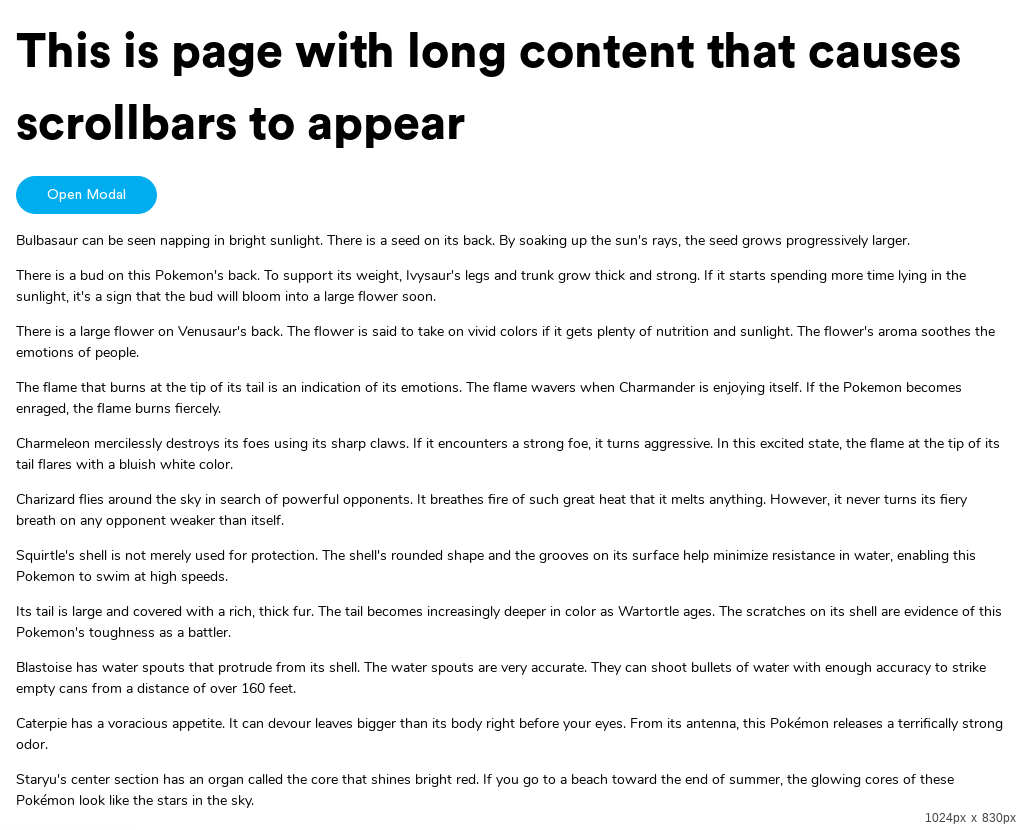 This is page with long content that causes
scrollbars to appear
Open Modal
Bulbasaur can be seen napping in bright sunlight. There is a seed on its back. By soaking up the sun's rays, the seed grows progressively larger.
There is a bud on this Pokemon's back. To support its weight, Ivysaur's legs and trunk grow thick and strong. If it starts spending more time lying in the
sunlight, it's a sign that the bud will bloom into a large flower soon.
There is a large flower on Venusaur's back. The flower is said to take on vivid colors if it gets plenty of nutrition and sunlight. The flower's aroma soothes the
emotions of people.
The flame that burns at the tip of its tail is an indication of its emotions. The flame wavers when Charmander is enjoying itself. If the Pokemon becomes
enraged, the flame burns fiercely.
Charmeleon mercilessly destroys its foes using its sharp claws. If it encounters a strong foe, it turns aggressive. In this excited state, the flame at the tip of its
tail flares with a bluish white color.
Charizard flies around the sky in search of powerful opponents. It breathes fire of such great heat that it melts anything. However, it never turns its fiery
breath on any opponent weaker than itself.
Squirtle's shell is not merely used for protection. The shell's rounded shape and the grooves on its surface help minimize resistance in water, enabling this
Pokemon to swim at high speeds.
Its tail is large and covered with a rich, thick fur. The tail becomes increasingly deeper in color as Wartortle ages. The scratches on its shell are evidence of this
Pokemon's toughness as a battler.
Blastoise has water spouts that protrude from its shell. The water spouts are very accurate. They can shoot bullets of water with enough accuracy to strike
empty cans from a distance of over 160 feet.
Caterpie has a voracious appetite. It can devour leaves bigger than its body right before your eyes. From its antenna, this Pokémon releases a terrifically strong
odor.
Staryu's center section has an organ called the core that shines bright red. If you go to a beach toward the end of summer, the glowing cores of these
Pokémon look like the stars in the sky.
1024px x 830px